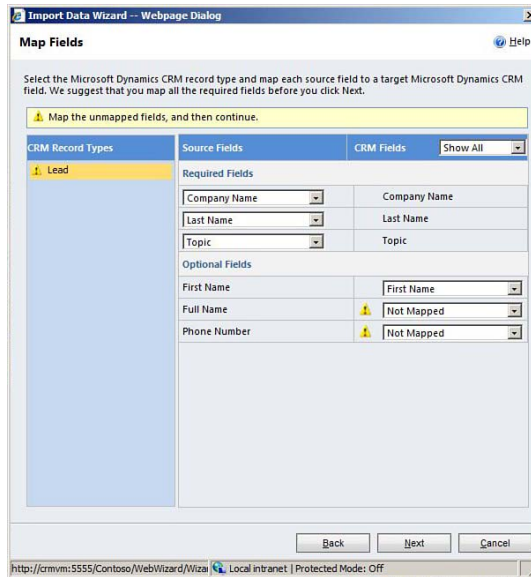 Import Data Wizard -- Webpage Dialog
Map Fields
Help
Select the Microsoft Dynamics CRM record type and map each source field to a target Microsoft Dynamics CRM
field. We suggest that you map all the required fields before you click Next.
Map the unmapped fields, and then continue.
CRM Record Types Source Fields CRM Fields Show All
Lead
Required Fields
Company Name Company Name
Last Name Last Name
Topic Topic
Optional Fields
First Name First Name
Full Name Not Mapped
Phone Number Not Mapped
Back Next Cancel
http://crmvm:5555/Contoso/WebWizard/Wizar Local intranet | Protected Mode: Off